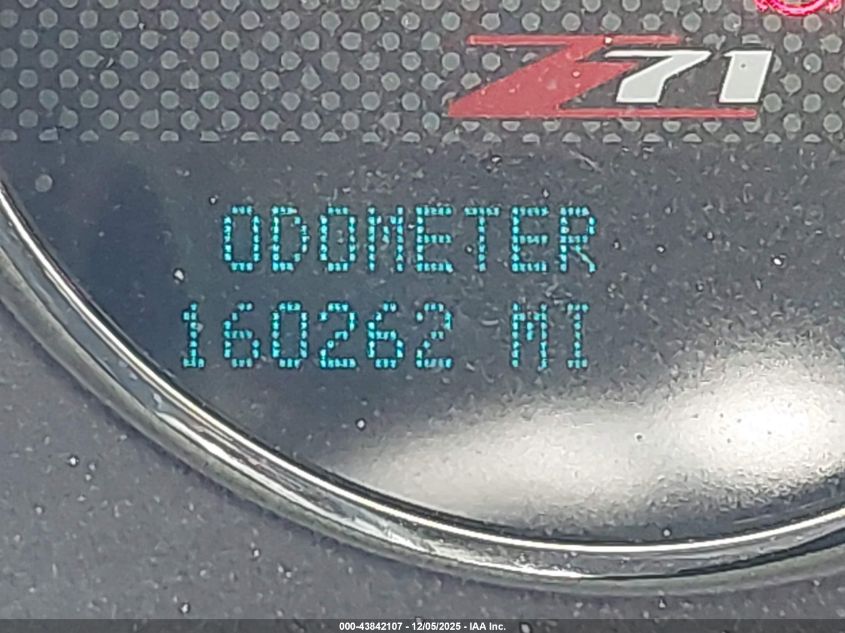 Z71
ODOMETER
160262 MI
000-43842107 - 12/05/2025 - IAA Inc.